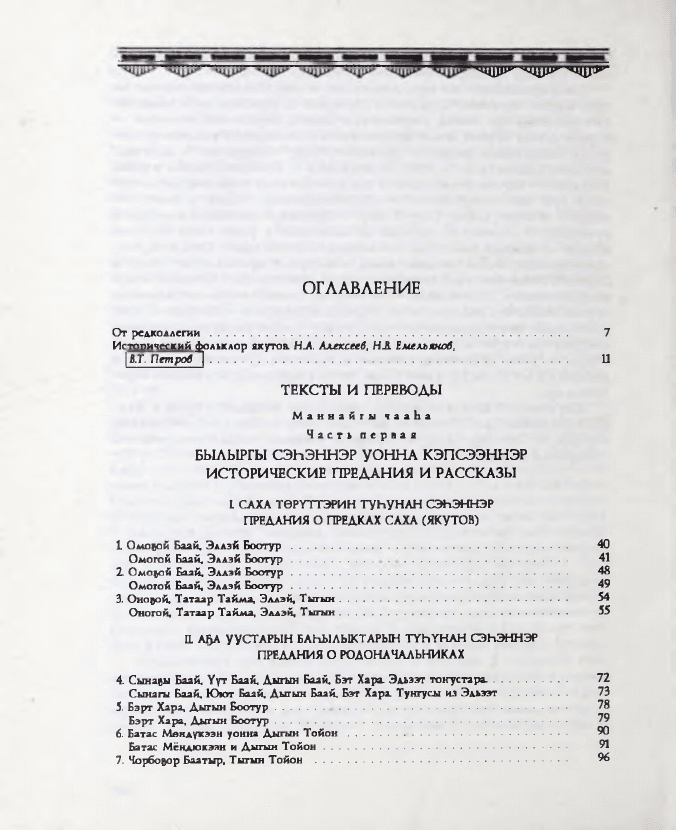 ОГЛАВЛЕНИЕ
От редколлегии 7
Исторический фольклор якутов. Н.А. Алексеев, Н.В. Емельянов,
В.Т. Петров 11
ТЕКСТЫ И ПЕРЕВОДЫ
Маннайгы чааһа
Часть первая
БЫЛЫРГЫ СЭҺЭННЭР УОННА КЭПСЭЭННЭР
ИСТОРИЧЕСКИЕ ПРЕДАНИЯ И РАССКАЗЫ
I. САХА ТӨРҮТТЭРИН ТУҺУНАН СЭҺЭННЭР
ПРЕДАНИЯ О ПРЕДКАХ САХА (ЯКУТОВ)
1. Омоҕой Баай, Эллэй Боотур 40
Омогой Баай, Эллэй Боотур 41
2. Омоҕой Баай, Эллэй Боотур 48
Омогой Баай, Эллэй Боотур 49
3. Оноҕой, Татаар Тайма, Эллэй, Тыгын 54
Оногой, Татаар Тайма, Эллэй, Тыгын 55
II. АҔА УУСТАРЫН БАҺЫЛЫКТАРЫН ТҮҺҮНАН СЭҺЭННЭР
ПРЕДАНИЯ О РОДОНАЧАЛЬНИКАХ
4. Сынаҕы Баай, Үүт Баай, Дыгын Баай, Бэт Хара. Эдьээт тоҥустара 72
Сынагы Баай,Юют Баай, Дыгын Баай, Бэт Хара. Тунгусы из Эдьээт 73
5. Бэрт Хара, Дыгын Боотур 78
Бэрт Хара, Дыгын Боотур 79
6. Батас Мөндүкээн уонна Дыгын Тойон 90
Батас Мёндюкээн и Дыгын Тойон 91
7. Чорбоҕор Баатыр, Тыгын Тойон 96